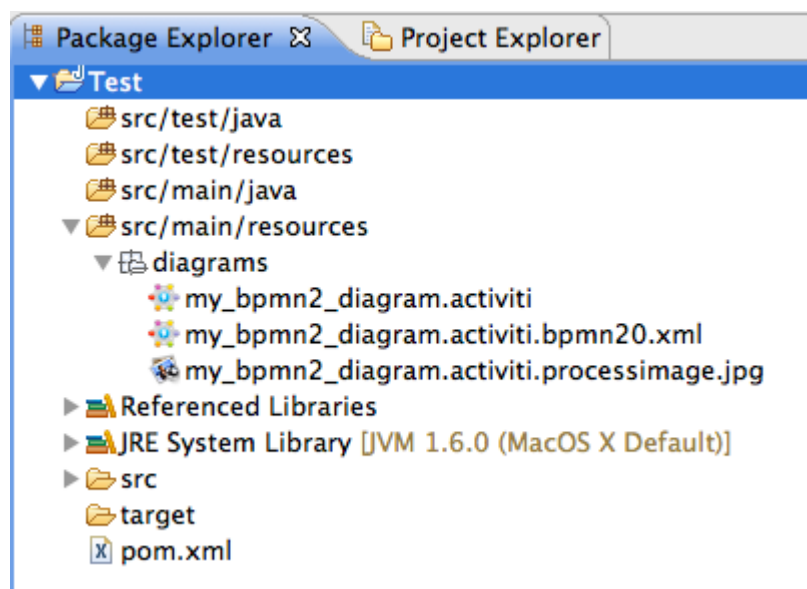 Package Explorer Project Explorer
Test
src/test/java
src/test/resources
src/main/java
src/main/resources
diagrams
my_bpmn2_diagram.activiti
my_bpmn2_diagram.activiti.bpmn20.xml
my_bpmn2_diagram.activiti.processimage.jpg
Referenced Libraries
JRE System Library [JVM 1.6.0 (MacOS X Default)]
src
target
pom.xml